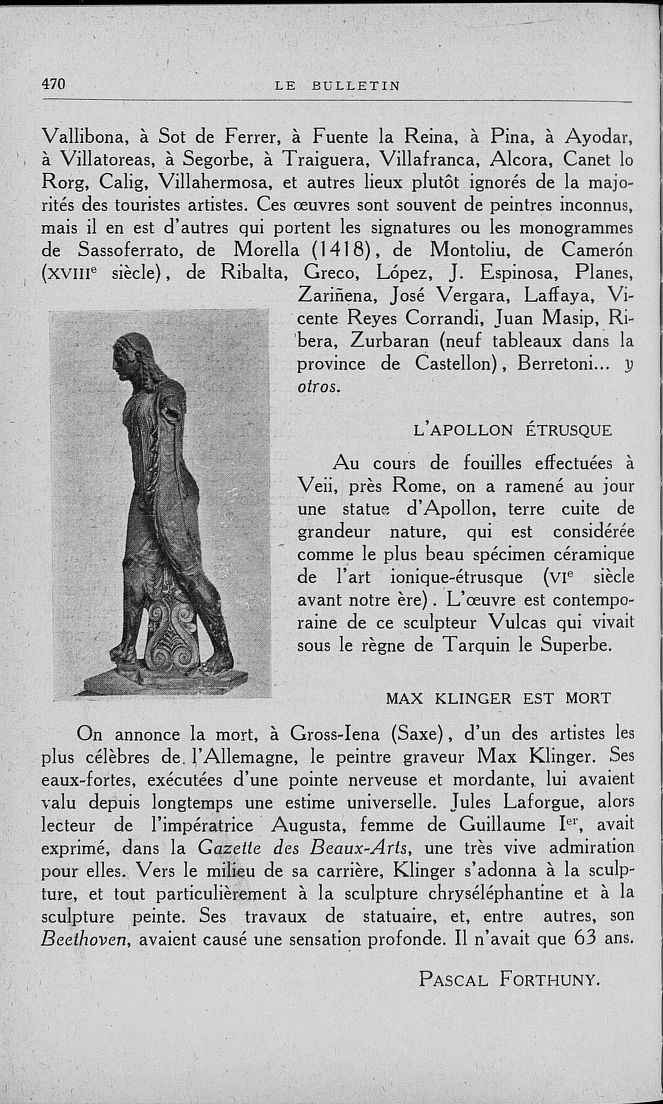 470
LE BULLETIN
Vallibona, à Sot de Ferrer, à Fuente la Reina, à Pina, à Ayodar,
à Villatoreas, à Segorbe, à Traiguera, Villafranca, Alcora, Canet lo
Rorg, Calig, Villahermosa, et autres lieux plutôt ignorés de la majo-
rités des touristes artistes. Ces œuvres sont souvent de peintres inconnus,
mais il en est d'autres qui portent les signatures ou les monogrammes
de Sassoferrato, de Morella (1418), de Montoliu, de Camerón
(XVIIIe siècle), de Ribalta, Greco, López, J. Espinosa, Planes,
Zariñena, José Vergara, Laffaya, Vi-
cente Reyes Corrandi, Juan Masip, Ri-
bera, Zurbaran (neuf tableaux dans la
province de Castellon), Berretoni... y
otros.
L'APOLLON ÉTRUSQUE
Au cours de fouilles effectuées à
Veii, près Rome, on a ramené au jour
une statue d'Apollon, terre cuite de
grandeur nature, qui est considérée
comme le plus beau spécimen céramique
de l'art ionique-étrusque (VIe siècle
avant notre ère). L'œuvre est contempo-
raine de ce sculpteur Vulcas qui vivait
sous le règne de Tarquin le Superbe.
MAX KLINGER EST MORT
On annonce la mort, à Gross-Iena (Saxe), d'un des artistes les
plus célèbres de l'Allemagne, le peintre graveur Max Klinger. Ses
eaux-fortes, exécutées d'une pointe nerveuse et mordante, lui avaient
valu depuis longtemps une estime universelle. Jules Laforgue, alors
lecteur de l'impératrice Augusta, femme de Guillaume Ier, avait
exprimé, dans la Gazette des Beaux-Arts, une très vive admiration
pour elles. Vers le milieu de sa carrière, Klinger s'adonna à la sculp-
ture, et tout particulièrement à la sculpture chryséléphantine et à la
sculpture peinte. Ses travaux de statuaire, et, entre autres, son
Beethoven, avaient causé une sensation profonde. Il n'avait que 63 ans.
PASCAL FORTHUNY.